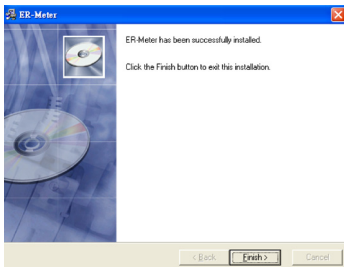 ER-Meter
ER-Meter has been successfully installed.
Click the Finish button to exit this installation.
< Back
Finish >
Cancel